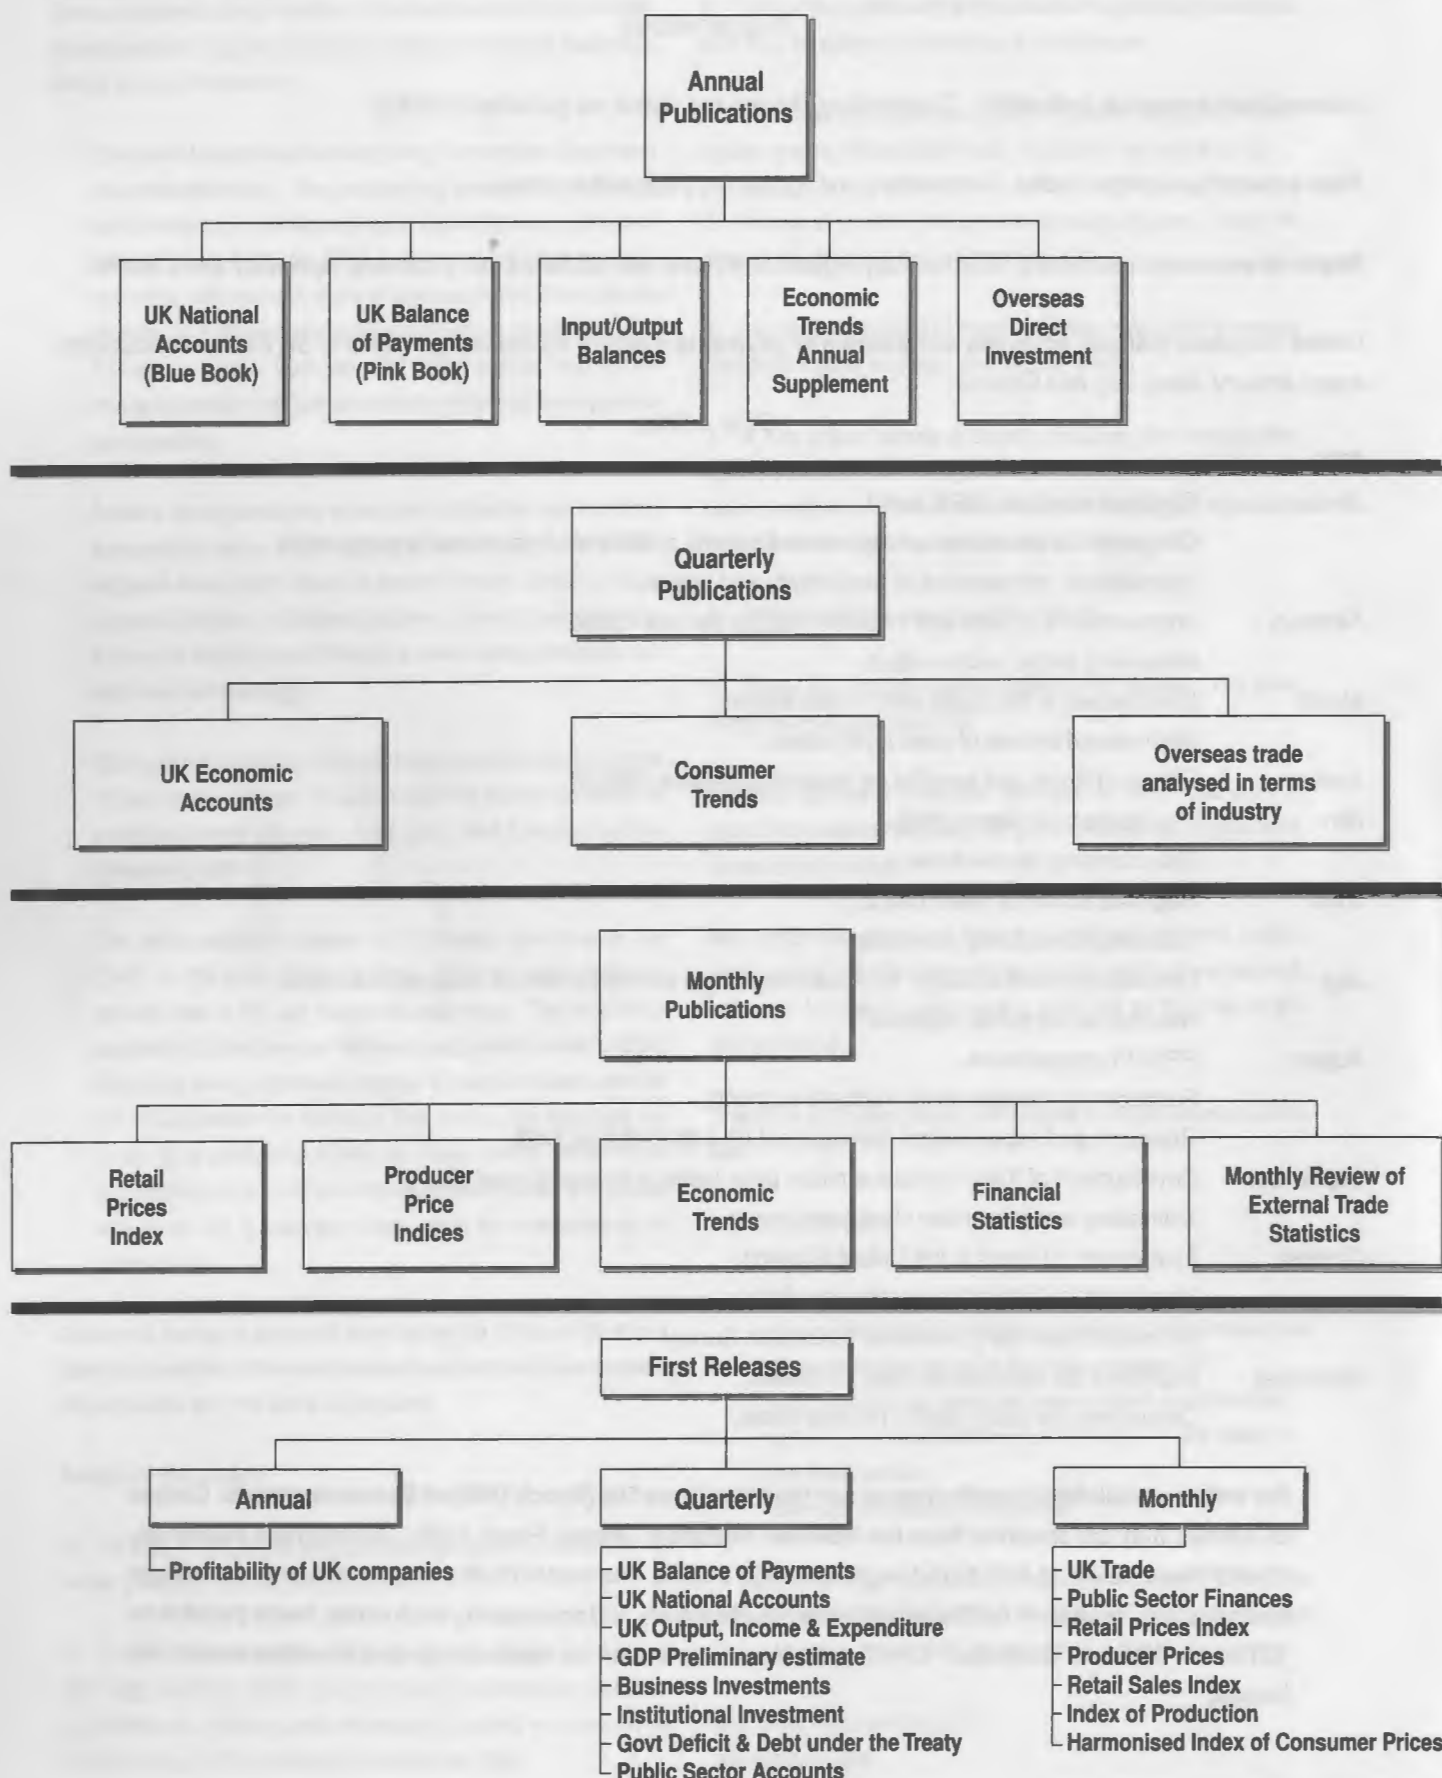 Annual
Publications
UK National
Accounts
(Blue Book)
UK Balance
of Payments
(Pink Book)
Input/Output
Balances
Economic
Trends
Annual
Supplement
Overseas
Direct
Investment
Quarterly
Publications
UK Economic
Accounts
Consumer
Trends
Overseas trade
analysed in terms
of industry
Monthly
Publications
Retail
Prices
Index
Producer
Price
Indices
Economic
Trends
Financial
Statistics
Monthly Review of
External Trade
Statistics
First Releases
Annual
Profitability of UK companies
Quarterly
UK Balance of Payments
UK National Accounts
UK Output, Income & Expenditure
GDP Preliminary estimate
Business Investments
Institutional Investment
Govt Deficit & Debt under the Treaty
Public Sector Accounts
Monthly
UK Trade
Public Sector Finances
Retail Prices Index
Producer Prices
Retail Sales Index
Index of Production
Harmonised Index of Consumer Prices